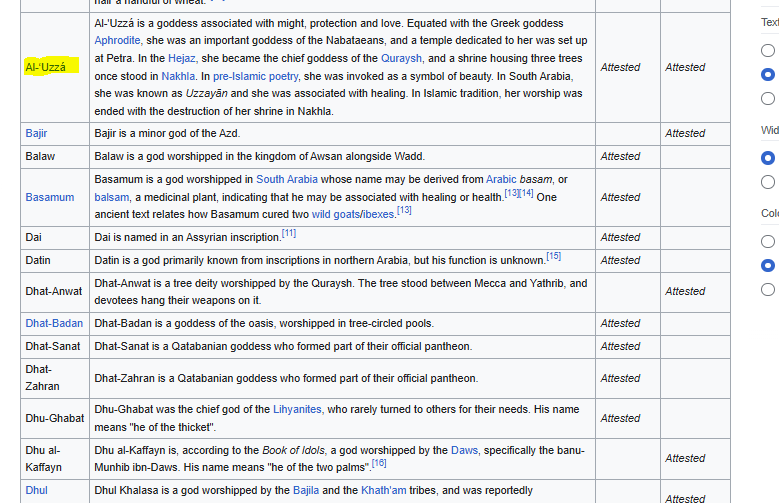 half a handful of wheat.
Al-'Uzzá
Al-'Uzzá is a goddess associated with might, protection and love. Equated with the Greek goddess
Aphrodite, she was an important goddess of the Nabataeans, and a temple dedicated to her was set up
at Petra. In the Hejaz, she became the chief goddess of the Quraysh, and a shrine housing three trees
once stood in Nakhla. In pre-Islamic poetry, she was invoked as a symbol of beauty. In South Arabia,
she was known as Uzzayān and she was associated with healing. In Islamic tradition, her worship was
ended with the destruction of her shrine in Nakhla.
Attested
Attested
Bajir
Bajir is a minor god of the Azd.
Attested
Balaw
Balaw is a god worshipped in the kingdom of Awsan alongside Wadd.
Attested
Basamum
Basamum is a god worshipped in South Arabia whose name may be derived from Arabic basam, or
balsam, a medicinal plant, indicating that he may be associated with healing or health.[13][14] One
ancient text relates how Basamum cured two wild goats/ibexes.[13]
Attested
Dai
Dai is named in an Assyrian inscription.[11]
Attested
Datin
Datin is a god primarily known from inscriptions in northern Arabia, but his function is unknown.[15]
Attested
Dhat-Anwat
Dhat-Anwat is a tree deity worshipped by the Quraysh. The tree stood between Mecca and Yathrib, and
devotees hang their weapons on it.
Attested
Dhat-Badan
Dhat-Badan is a goddess of the oasis, worshipped in tree-circled pools.
Attested
Dhat-Sanat
Dhat-Sanat is a Qatabanian goddess who formed part of their official pantheon.
Attested
Dhat-
Zahran
Dhat-Zahran is a Qatabanian goddess who formed part of their official pantheon.
Attested
Dhu-Ghabat
Dhu-Ghabat was the chief god of the Lihyanites, who rarely turned to others for their needs. His name
means "he of the thicket".
Attested
Dhu al-
Kaffayn
Dhu al-Kaffayn is, according to the Book of Idols, a god worshipped by the Daws, specifically the banu-
Munhib ibn-Daws. His name means "he of the two palms".[16]
Attested
Dhul
Dhul Khalasa is a god worshipped by the Bajila and the Khath'am tribes, and was reportedly
Attested
Text
Wid
Colo